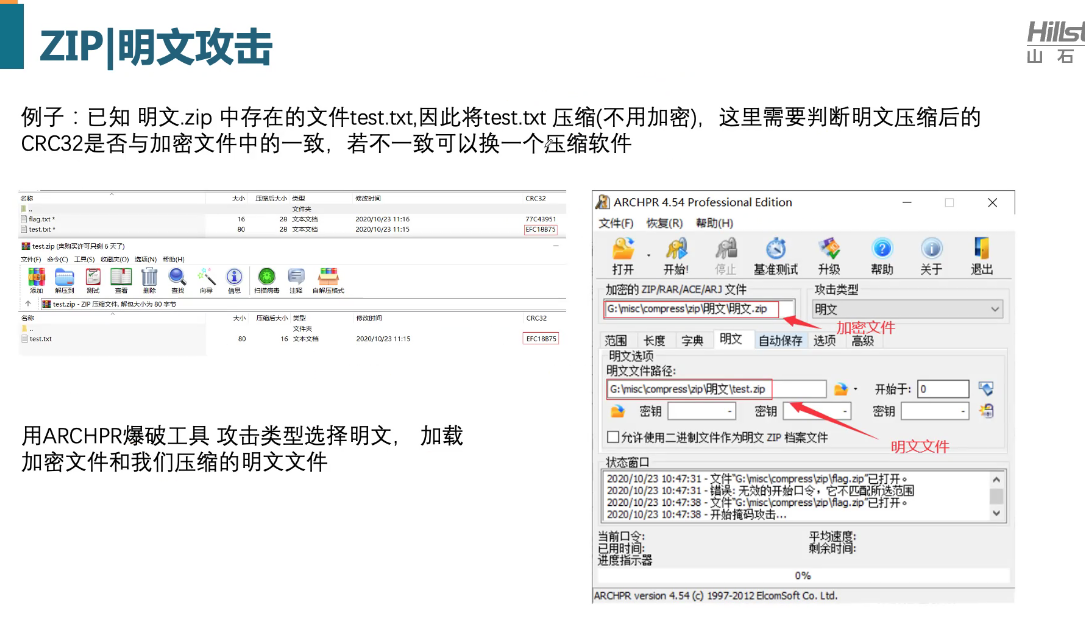 ZIP|明文攻击
Hillst
山 石
例子：已知 明文.zip 中存在的文件test.txt,因此将test.txt 压缩(不用加密)，这里需要判断明文压缩后的
CRC32是否与加密文件中的一致，若不一致可以换一个压缩软件
名称 大小 压缩后大小 类型 修改时间 CRC32
.. 文件夹
flag.txt * 16 28 文本文档 2020/10/23 11:16 77C43951
test.txt * 80 28 文本文档 2020/10/23 11:15 EFC18875
test.zip (评购买许可只剩 6 天了)
文件(F) 命令(C) 工具(S) 收藏夹(O) 选项(N) 帮助(H)
添加 解压到 测试 查看 删除 查找 向导 信息 扫描病毒 注释 自解压格式
test.zip - ZIP 压缩文件, 解包大小为 80 字节
名称 大小 压缩后大小 类型 修改时间 CRC32
.. 文件夹
test.txt 80 16 文本文档 2020/10/23 11:15 EFC18875
用ARCHPR爆破工具 攻击类型选择明文， 加载
加密文件和我们压缩的明文文件
ARCHPR 4.54 Professional Edition
文件(F) 恢复(R) 帮助(H)
打开 开始! 停止 基准测试 升级 帮助 关于 退出
加密的 ZIP/RAR/ACE/ARJ 文件 攻击类型
G:\misc\compress\zip\明文\明文.zip 明文
加密文件
范围 长度 字典 明文 自动保存 选项 高级
明文选项
明文文件路径:
G:\misc\compress\zip\明文\test.zip 开始于: 0
密钥 - 密钥 - 密钥 -
允许使用二进制文件作为明文 ZIP 档案文件
明文文件
状态窗口
2020/10/23 10:47:31 - 文件"G:\misc\compress\zip\flag.zip"已打开。
2020/10/23 10:47:31 - 错误: 无效的开始口令，它不匹配所选范围
2020/10/23 10:47:38 - 文件"G:\misc\compress\zip\flag.zip"已打开。
2020/10/23 10:47:38 - 开始掩码攻击...
当前口令: 平均速度:
已用时间: 剩余时间:
进度指示器
0%
ARCHPR version 4.54 (c) 1997-2012 ElcomSoft Co. Ltd.